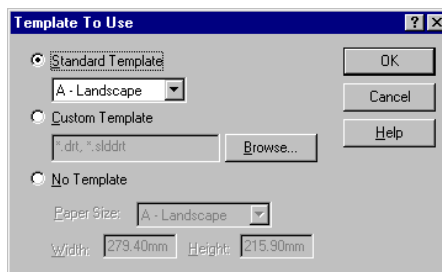 Template To Use
Standard Template
OK
A - Landscape
Cancel
Custom Template
*.drt, *.slddrt
Browse...
Help
No Template
Paper Size: A - Landscape
Width: 279.40mm Height: 215.90mm